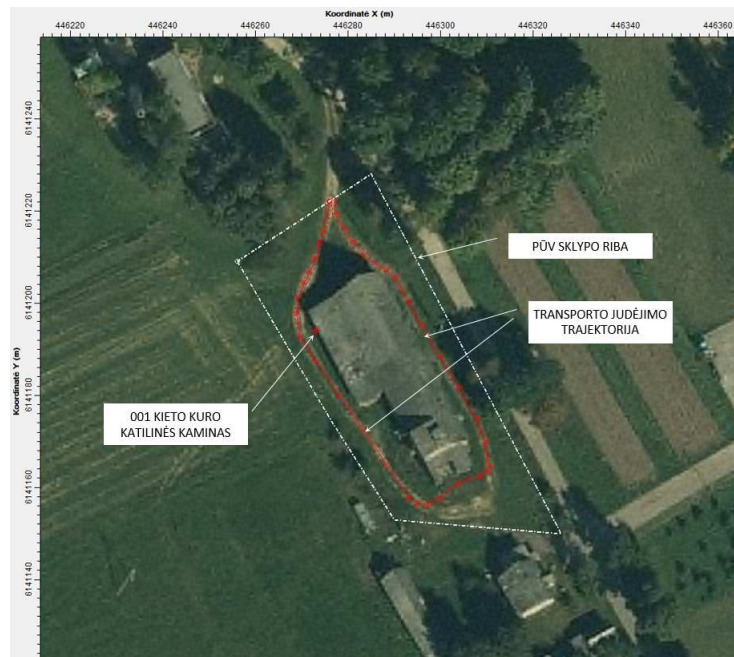 Koordinatė X (m)
446220 446240 446260 446280 446300 446320 446340 446360
Koordinatė Y (m)
6141240
6141220
6141200
6141180
6141160
6141140
PŪV SKLYPO RIBA
TRANSPORTO JUDĖJIMO
TRAJEKTORIJA
001 KIETO KURO
KATILINĖS KAMINAS